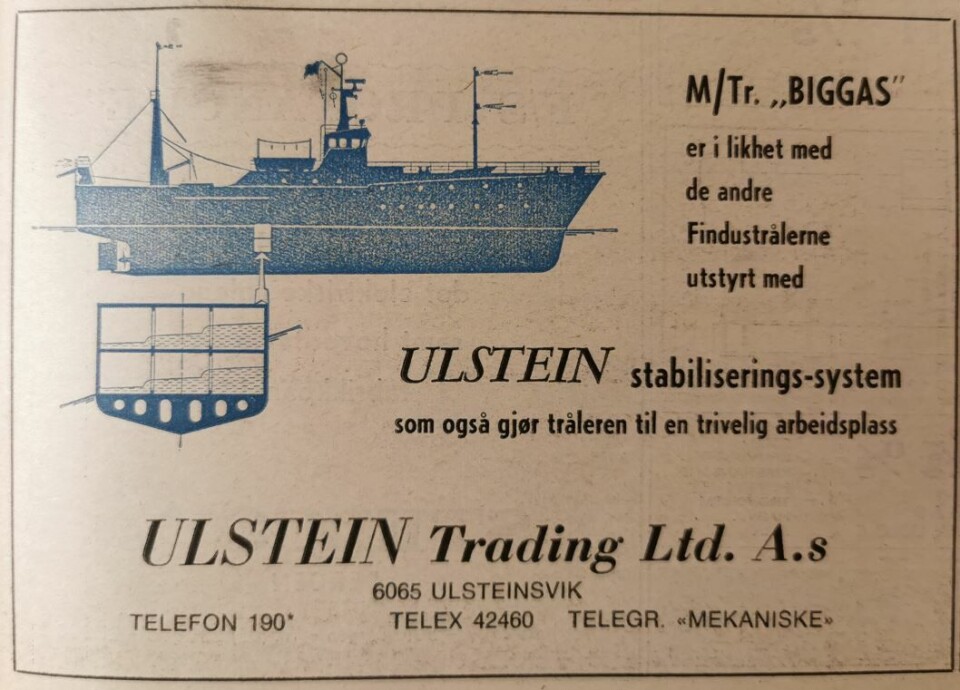 M/Tr. „BIGGAS"
er i likhet med
de andre
Findustrålerne
utstyrt med
ULSTEIN stabiliserings-system
som også gjør tråleren til en trivelig arbeidsplass
ULSTEIN Trading Ltd. A.s
6065 ULSTEINSVIK
TELEFON 190* TELEX 42460 TELEGR. «MEKANISKE»